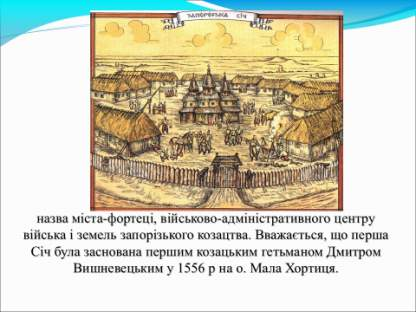 ЗАПОРОЗЬКА СІЧ
назва міста-фортеці, військово-адміністративного центру
війська і земель запорізького козацтва. Вважається, що перша
Січ була заснована першим козацьким гетьманом Дмитром
Вишневецьким у 1556 р на о. Мала Хортиця.